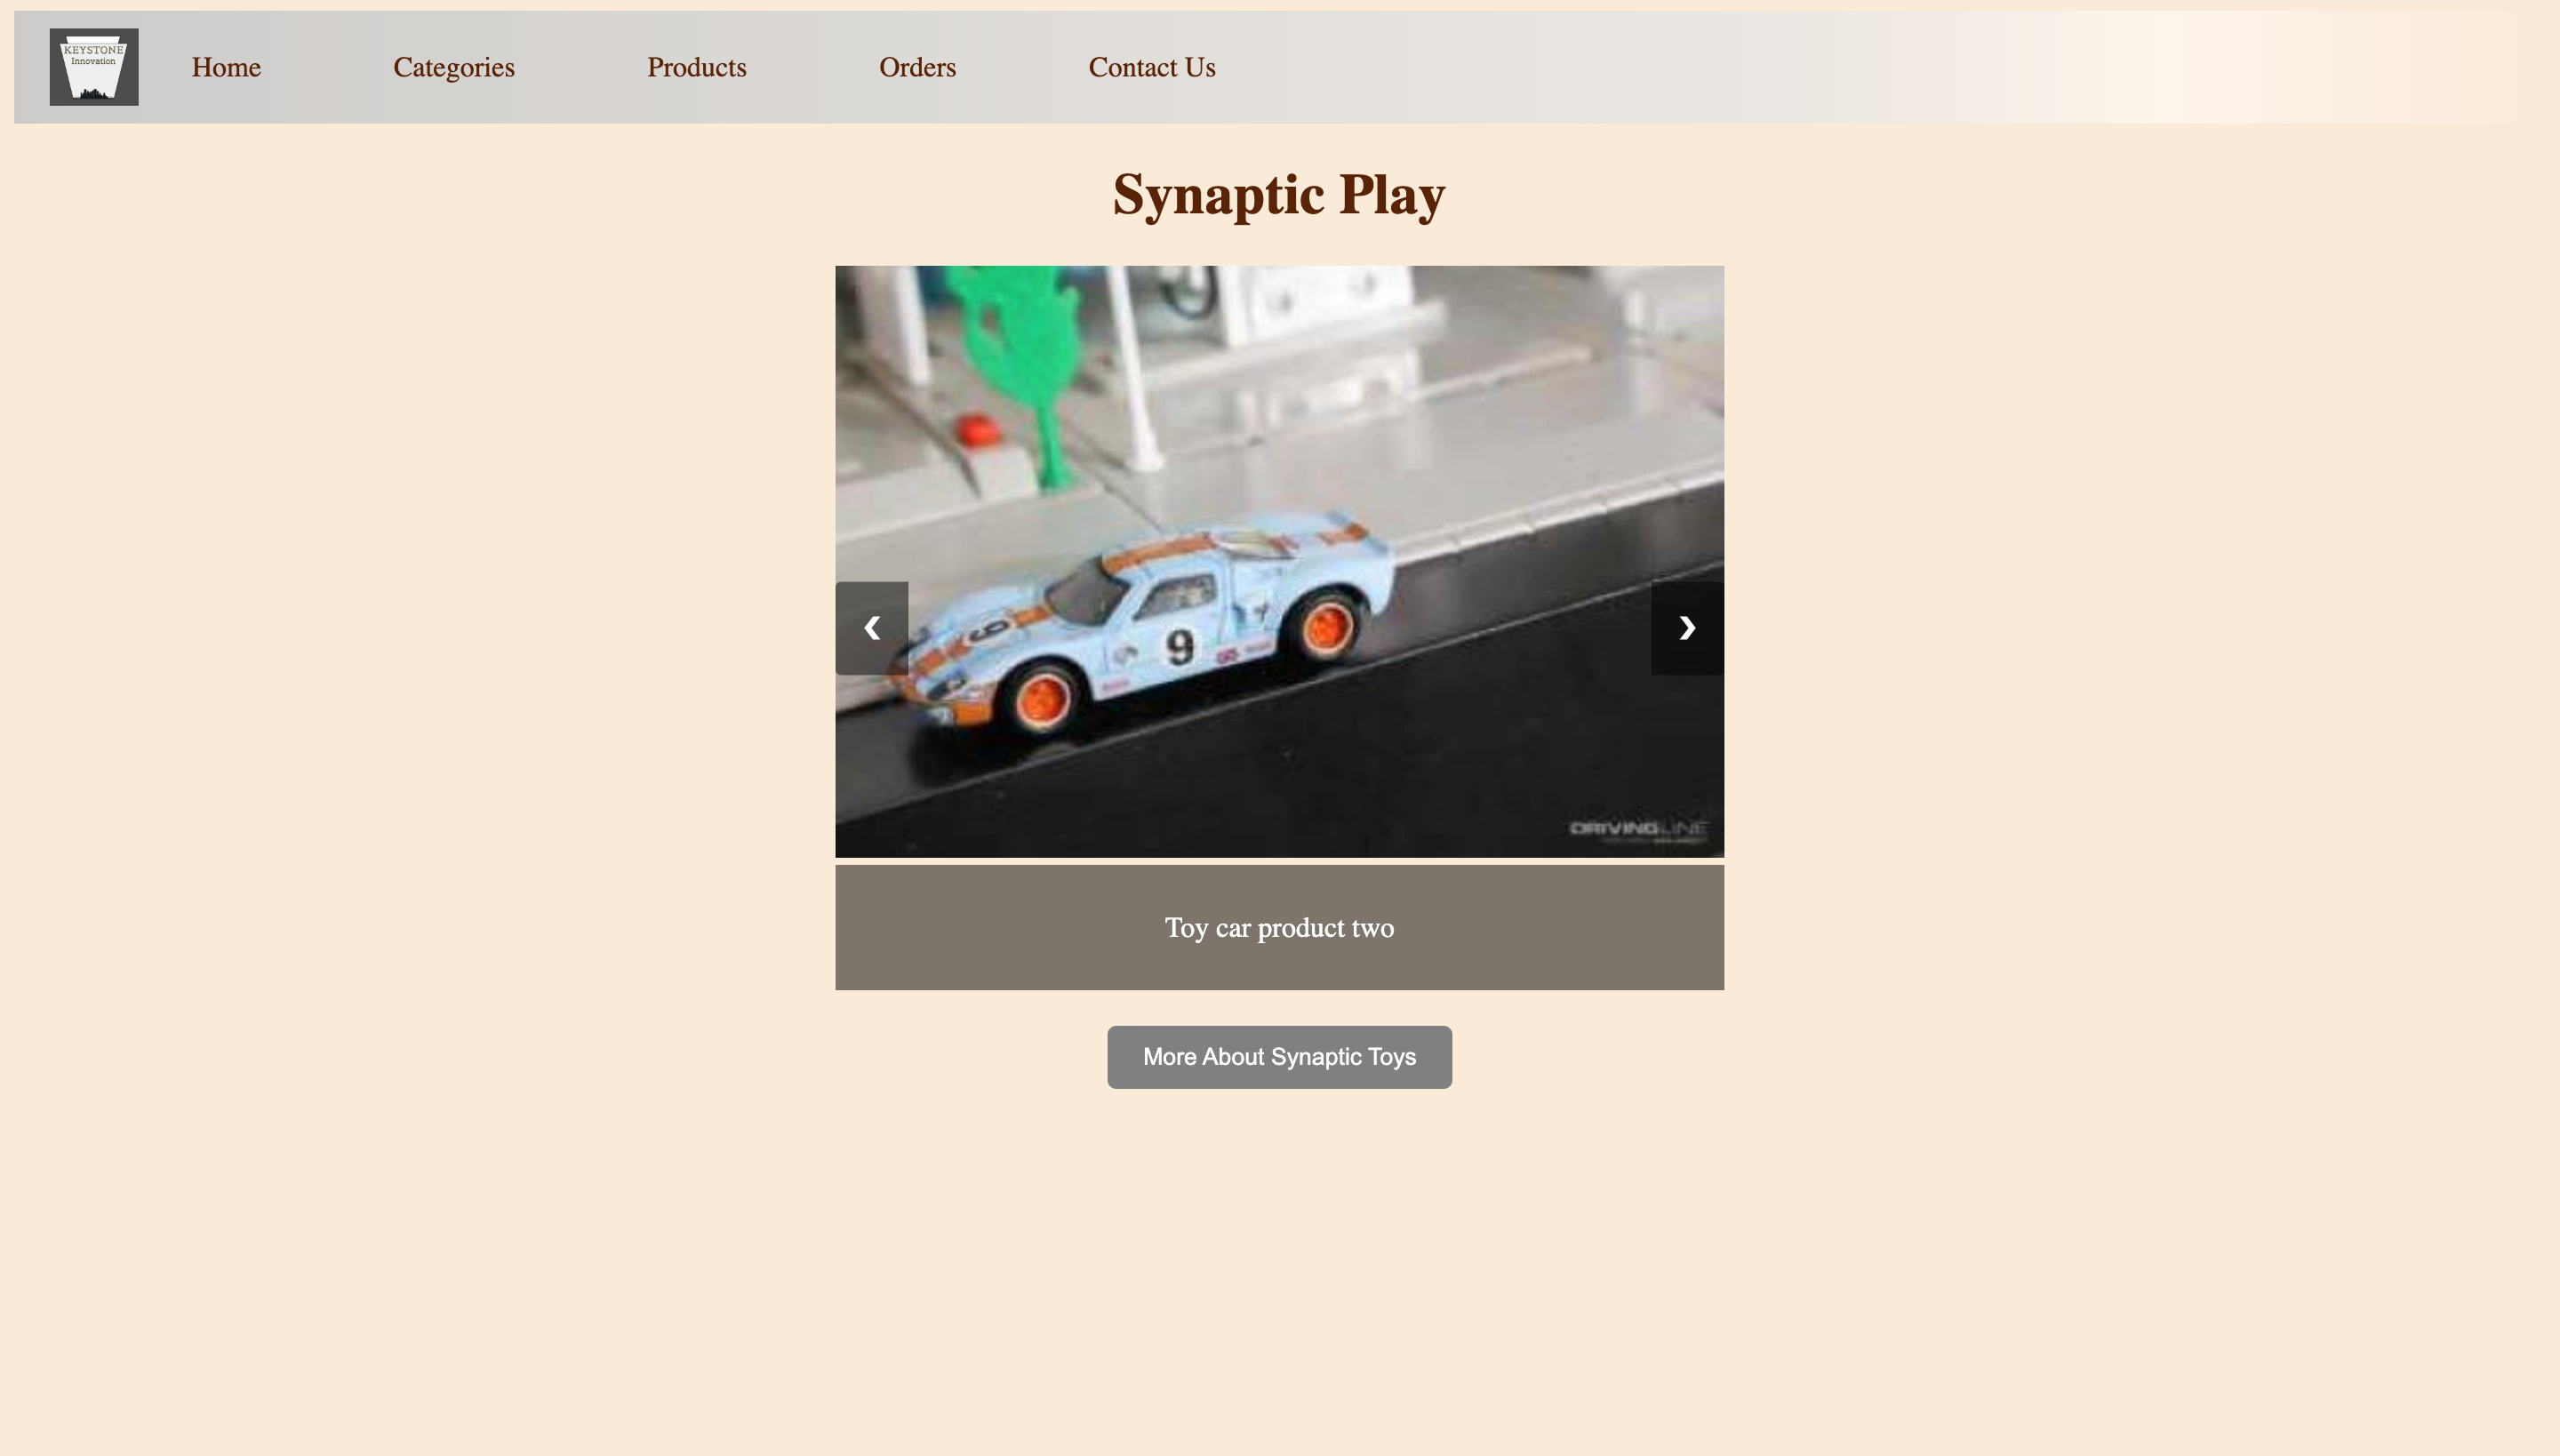 KEYSTONE
Innovation
Home Categories Products Orders Contact Us
Synaptic Play
9
9
❮ ❯
DRIVINGLINE
Toy car product two
More About Synaptic Toys